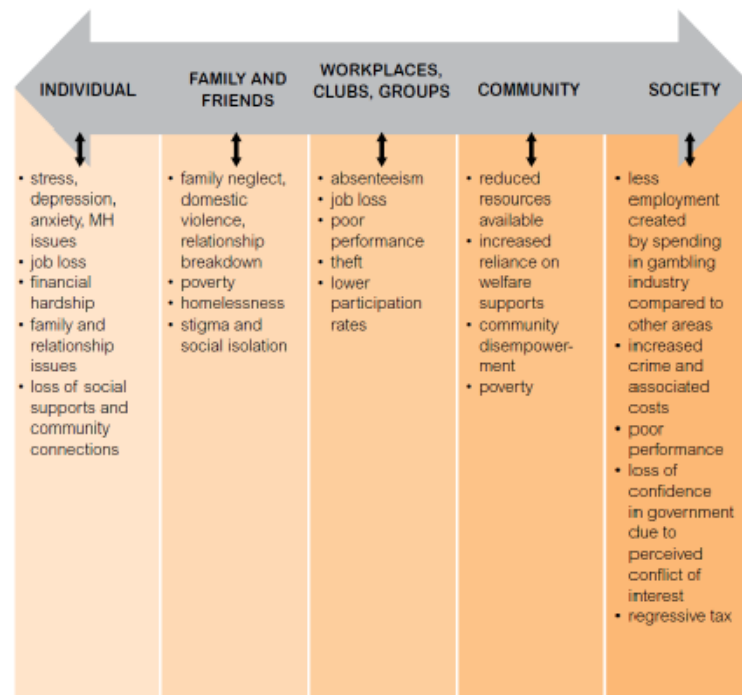 INDIVIDUAL
FAMILY AND
FRIENDS
WORKPLACES,
CLUBS, GROUPS
COMMUNITY
SOCIETY
• stress,
depression,
anxiety, MH
issues
• job loss
• financial
hardship
• family and
relationship
issues
• loss of social
supports and
community
connections
• family neglect,
domestic
violence,
relationship
breakdown
• poverty
• homelessness
• stigma and
social isolation
• absenteeism
• job loss
• poor
performance
• theft
• lower
participation
rates
• reduced
resources
available
• increased
reliance on
welfare
supports
• community
disempower-
ment
• poverty
• less
employment
created
by spending
in gambling
industry
compared to
other areas
• increased
crime and
associated
costs
• poor
performance
• loss of
confidence
in government
due to
perceived
conflict of
interest
• regressive tax